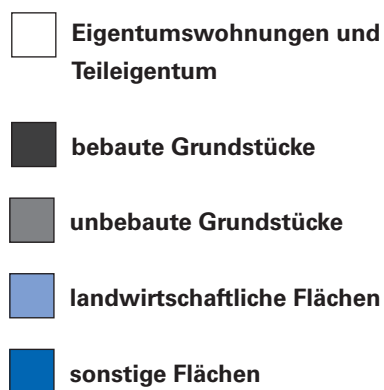 Eigentumswohnungen und
Teileigentum
bebaute Grundstücke
unbebaute Grundstücke
landwirtschaftliche Flächen
sonstige Flächen